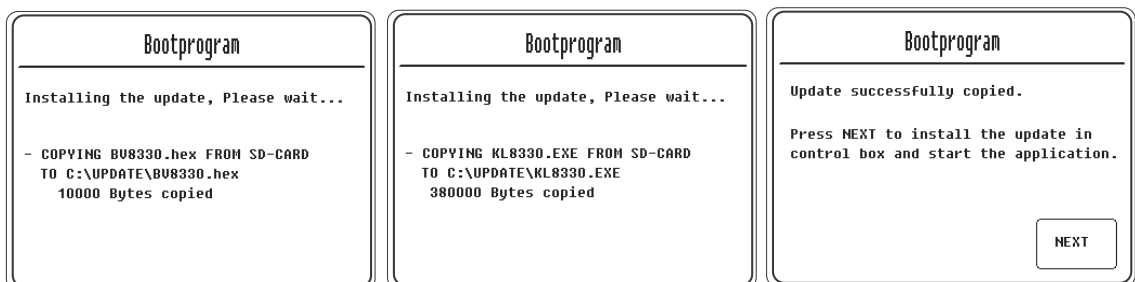 Bootprogram
Installing the update, Please wait...
- COPYING BV8330.hex FROM SD-CARD
TO C:\UPDATE\BV8330.hex
10000 Bytes copied
Bootprogram
Installing the update, Please wait...
- COPYING KL8330.EXE FROM SD-CARD
TO C:\UPDATE\KL8330.EXE
380000 Bytes copied
Bootprogram
Update successfully copied.
Press NEXT to install the update in
control box and start the application.
NEXT